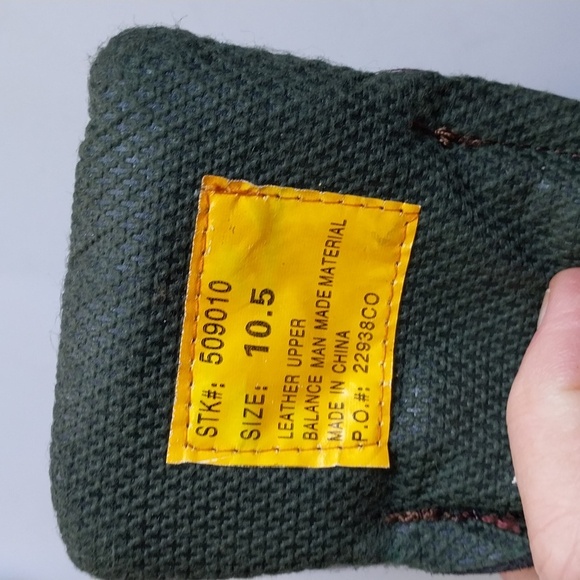 STK#: 509010
SIZE: 10.5
LEATHER UPPER
BALANCE MAN MADE MATERIAL
MADE IN CHINA
P.O.#: 22938CO